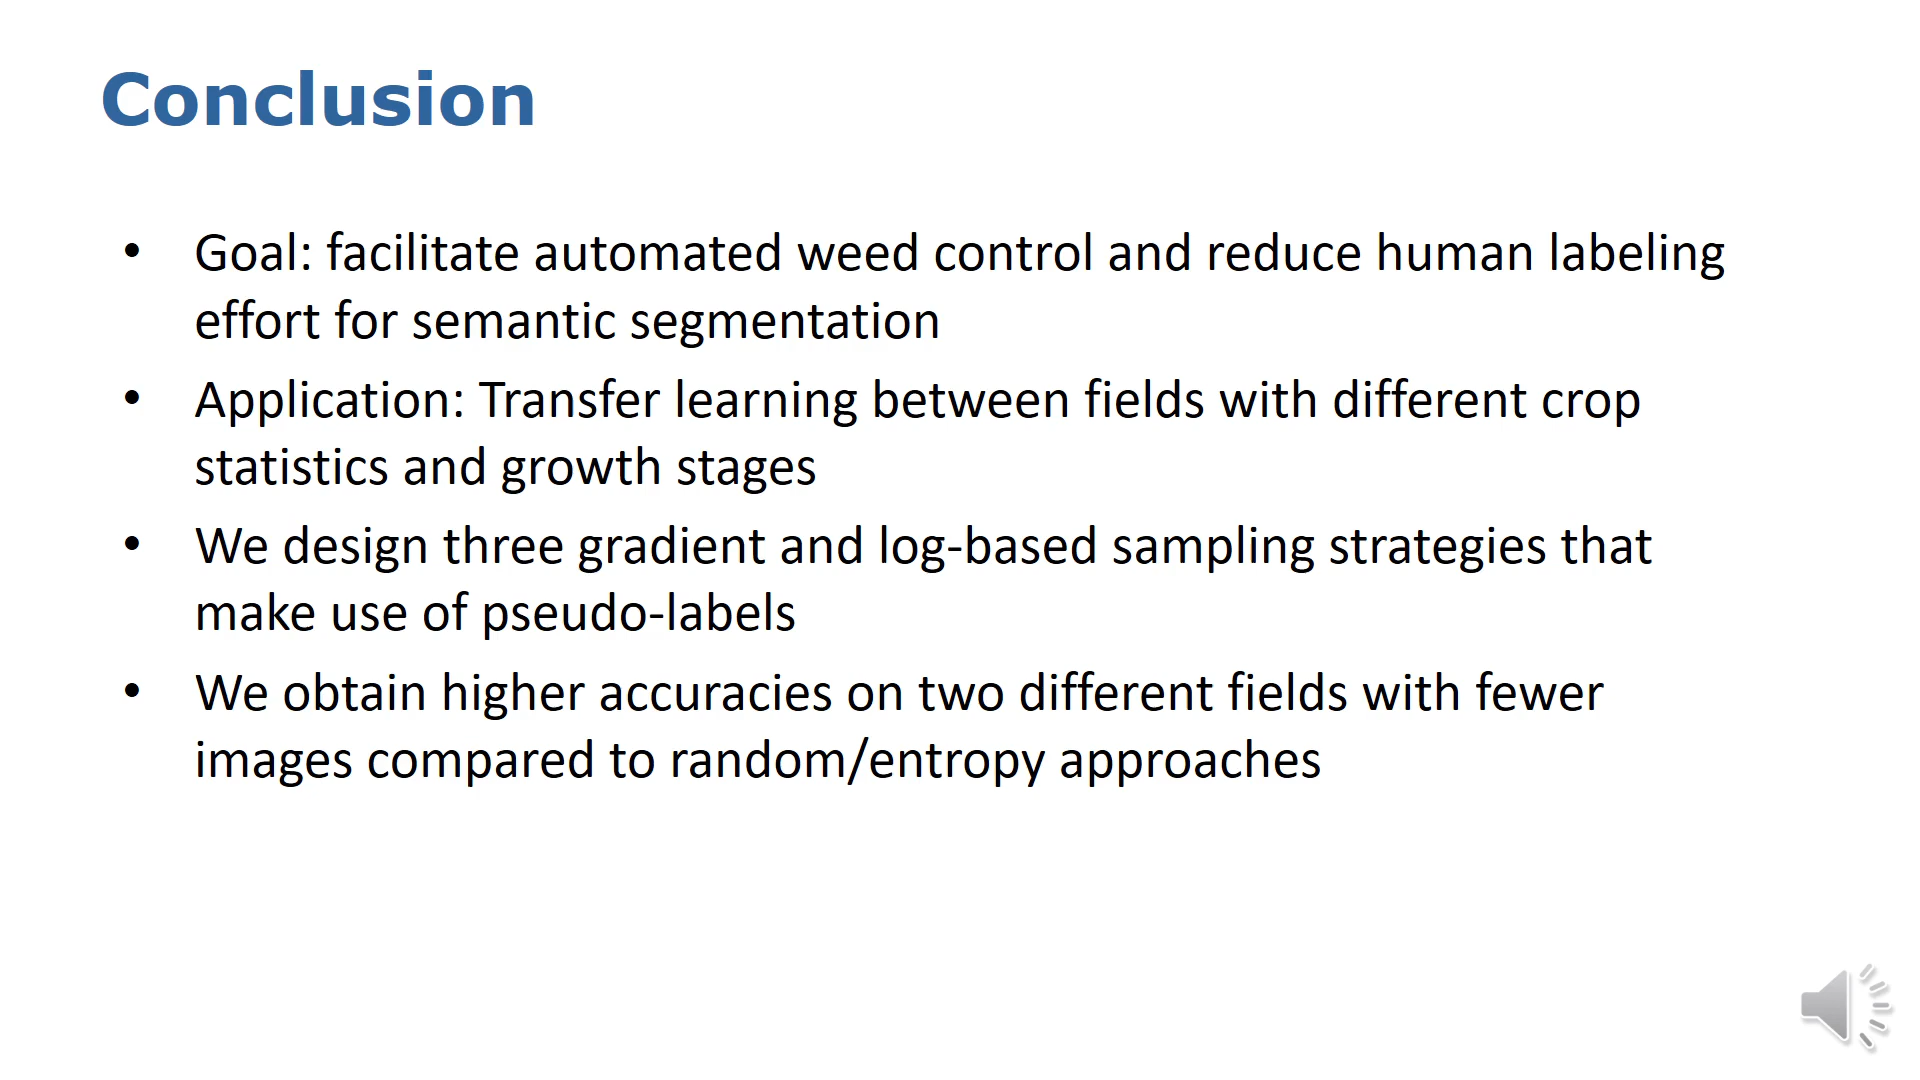 Conclusion
• Goal: facilitate automated weed control and reduce human labeling
effort for semantic segmentation
• Application: Transfer learning between fields with different crop
statistics and growth stages
• We design three gradient and log-based sampling strategies that
make use of pseudo-labels
• We obtain higher accuracies on two different fields with fewer
images compared to random/entropy approaches